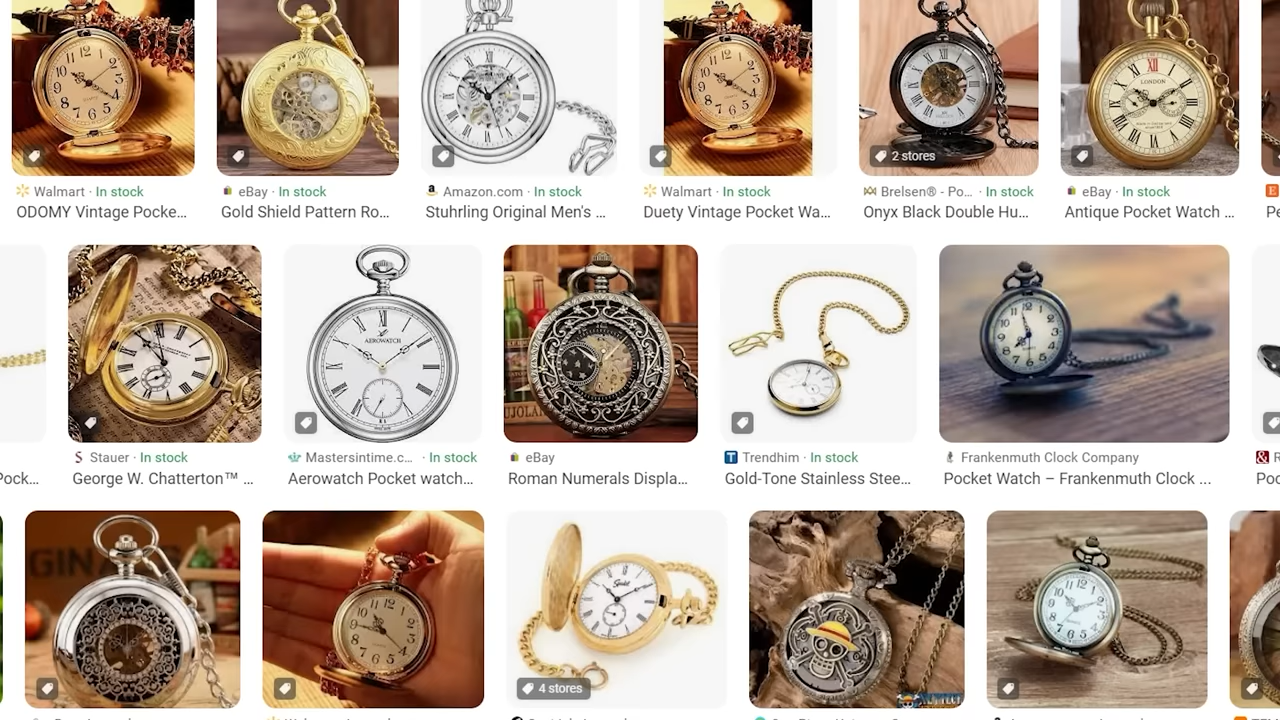 Walmart · In stock
ODOMY Vintage Pocke...
eBay · In stock
Gold Shield Pattern Ro...
Amazon.com · In stock
Stuhrling Original Men's ...
Walmart · In stock
Duety Vintage Pocket Wa...
2 stores
Brelsen® - Po... · In stock
Onyx Black Double Hu...
LONDON
eBay · In stock
Antique Pocket Watch ...
Pock...
Stauer · In stock
George W. Chatterton™ ...
AEROWATCH
Mastersintime.c... · In stock
Aerowatch Pocket watch...
eBay
Roman Numerals Displa...
Trendhim · In stock
Gold-Tone Stainless Stee...
Frankenmuth Clock Company
Pocket Watch – Frankenmuth Clock ...
4 stores